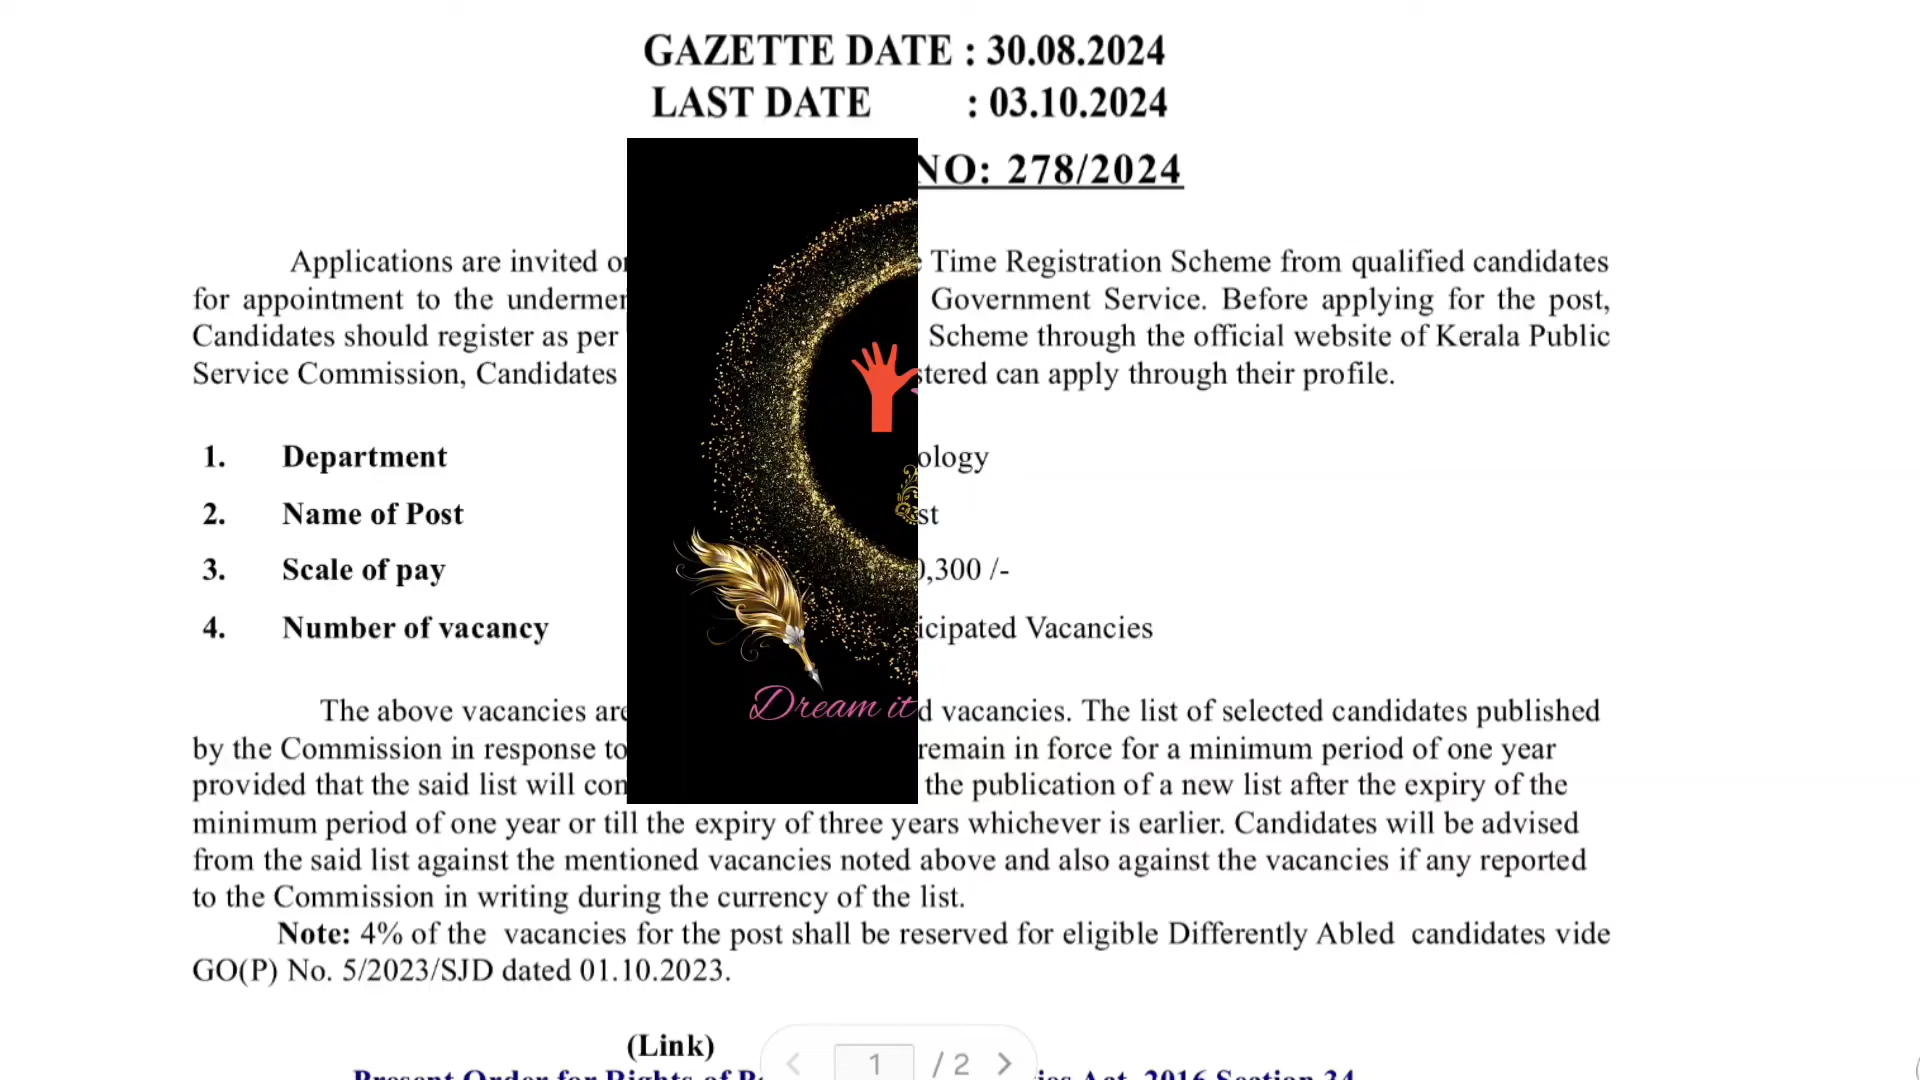 GAZETTE DATE : 30.08.2024
LAST DATE : 03.10.2024
NO: 278/2024
Applications are invited Time Registration Scheme from qualified candidates
for appointment to the Government Service. Before applying for the post,
Candidates should register as per Scheme through the official website of Kerala Public
Service Commission, Candidates stered can apply through their profile.
1. Department ology
2. Name of Post st
3. Scale of pay ,300 /-
4. Number of vacancy icipated Vacancies
Dream it
The above vacancies are d vacancies. The list of selected candidates published
by the Commission in response to remain in force for a minimum period of one year
provided that the said list will con the publication of a new list after the expiry of the
minimum period of one year or till the expiry of three years whichever is earlier. Candidates will be advised
from the said list against the mentioned vacancies noted above and also against the vacancies if any reported
to the Commission in writing during the currency of the list.
Note: 4% of the vacancies for the post shall be reserved for eligible Differently Abled candidates vide
GO(P) No. 5/2023/SJD dated 01.10.2023.
(Link)
1 / 2
Present Order for Rights of Act, 2016 Section 34